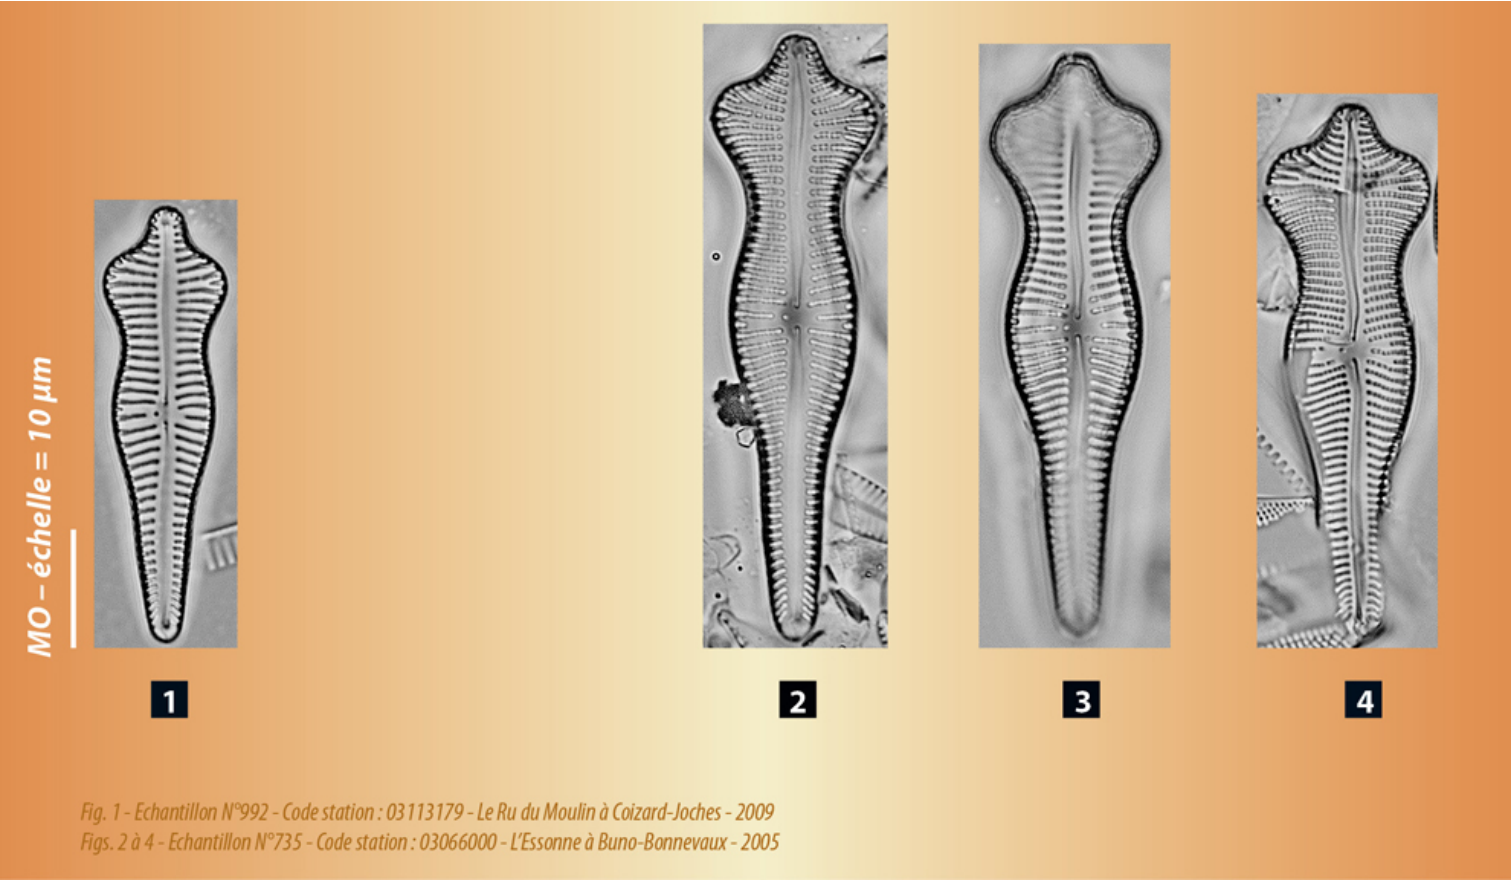 MO – échelle = 10 µm
1
2
3
4
Fig. 1 - Echantillon N°992 - Code station : 03113179 - Le Ru du Moulin à Coizard-Joches - 2009
Figs. 2 à 4 - Echantillon N°735 - Code station : 03066000 - L'Essonne à Buno-Bonnevaux - 2005